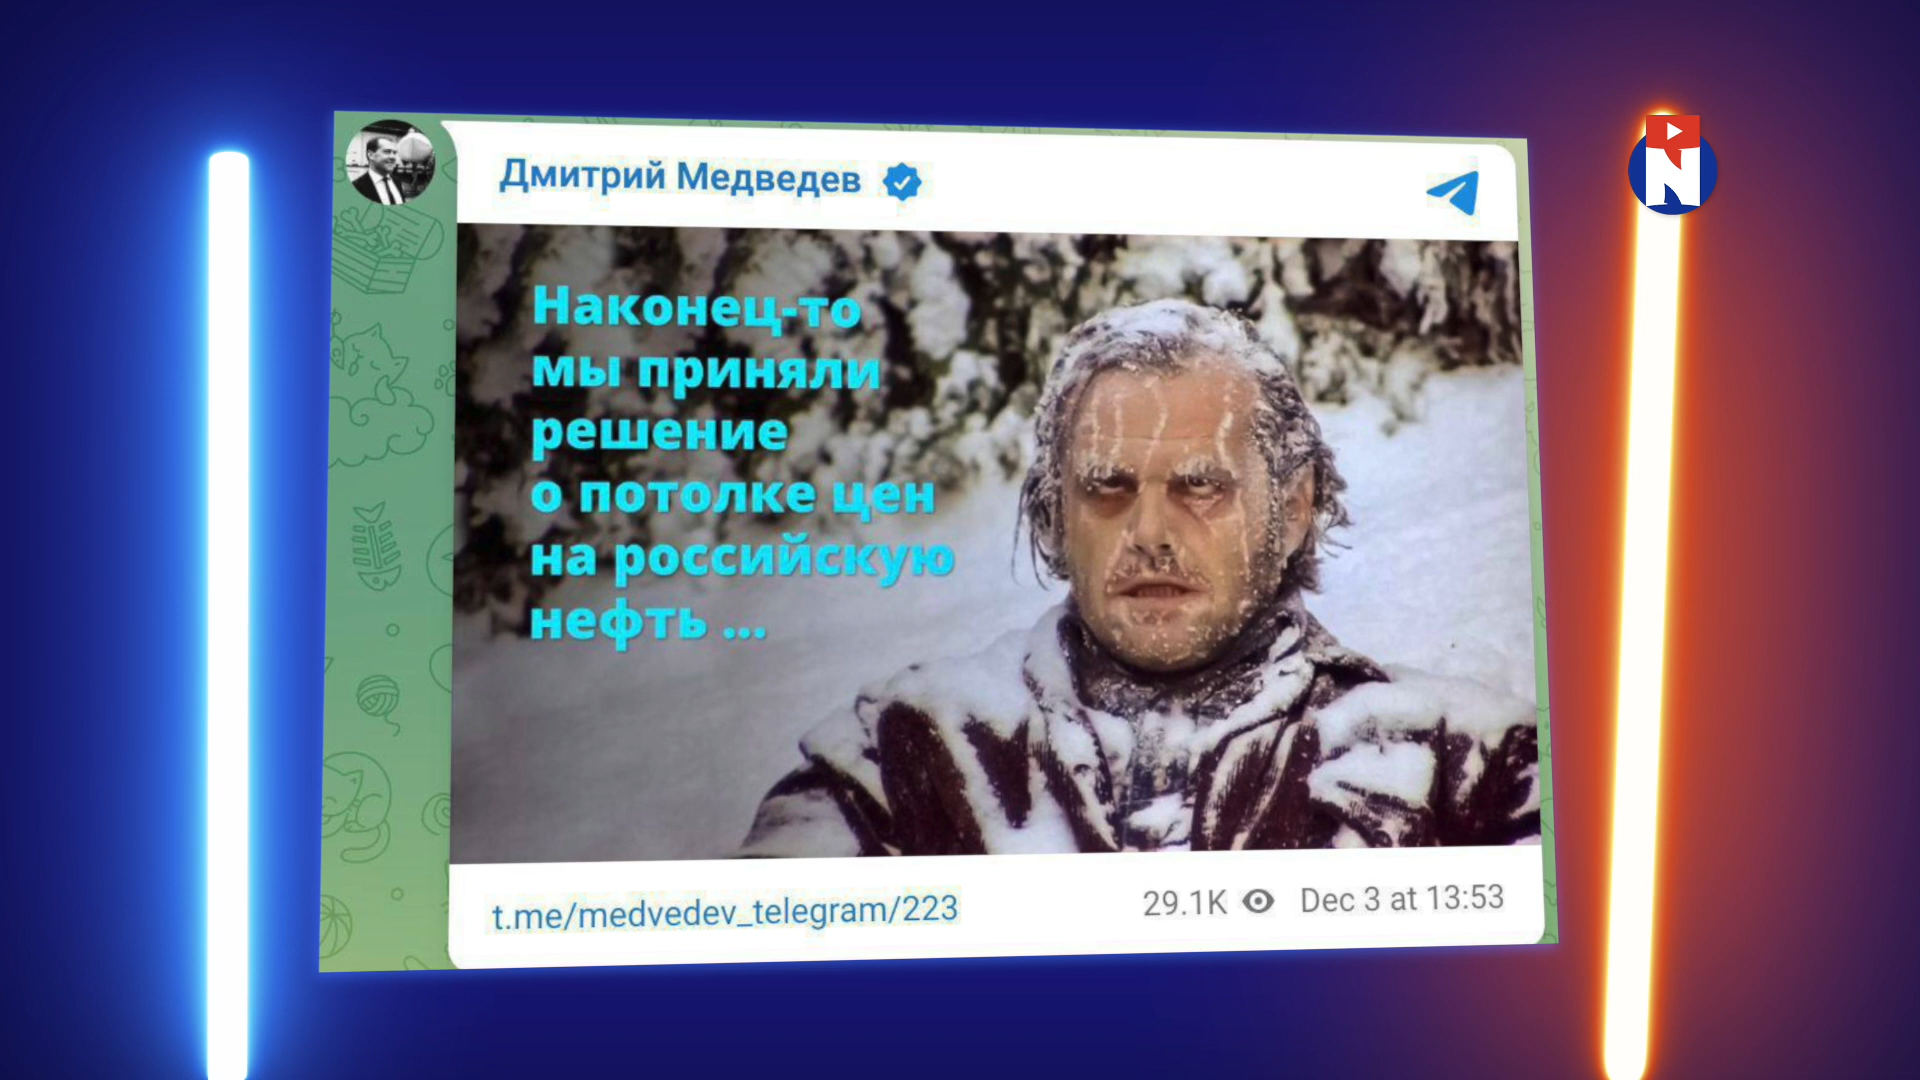 Дмитрий Медведев
N
Наконец-то
мы приняли
решение
о потолке цен
на российскую
нефть ...
t.me/medvedev_telegram/223
29.1K Dec 3 at 13:53